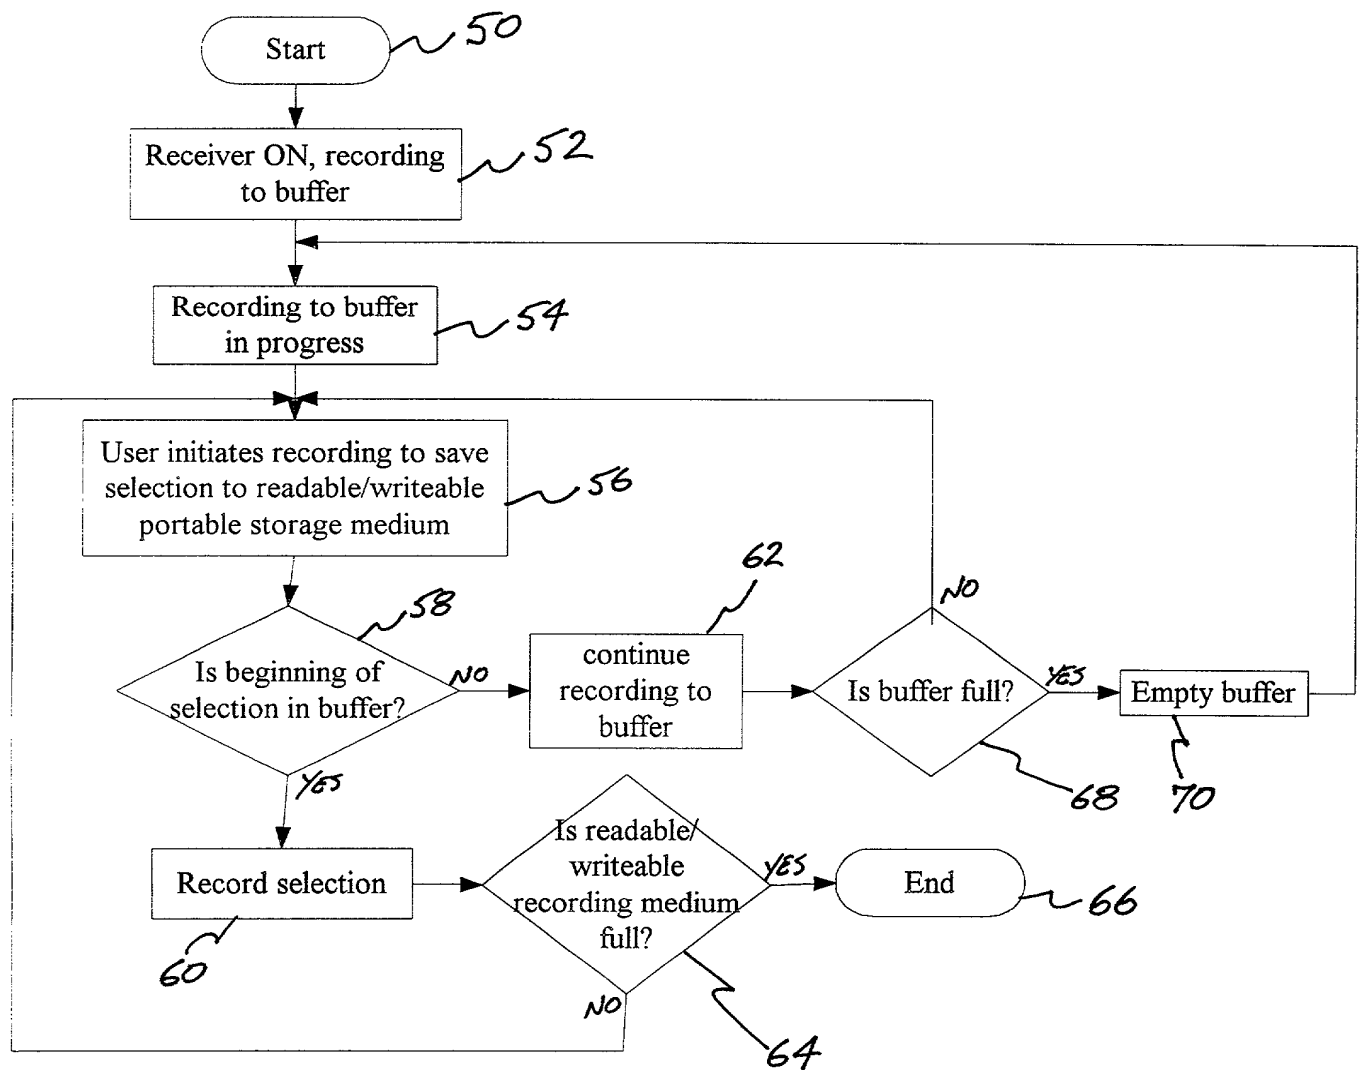 Start
50
Receiver ON, recording
to buffer
52
Recording to buffer
in progress
54
User initiates recording to save
selection to readable/writeable
portable storage medium
56
Is beginning of
selection in buffer?
58
NO
YES
continue
recording to
buffer
62
Is buffer full?
NO
YES
68
Empty buffer
70
Record selection
60
Is readable/
writeable
recording medium
full?
YES
NO
64
End
66